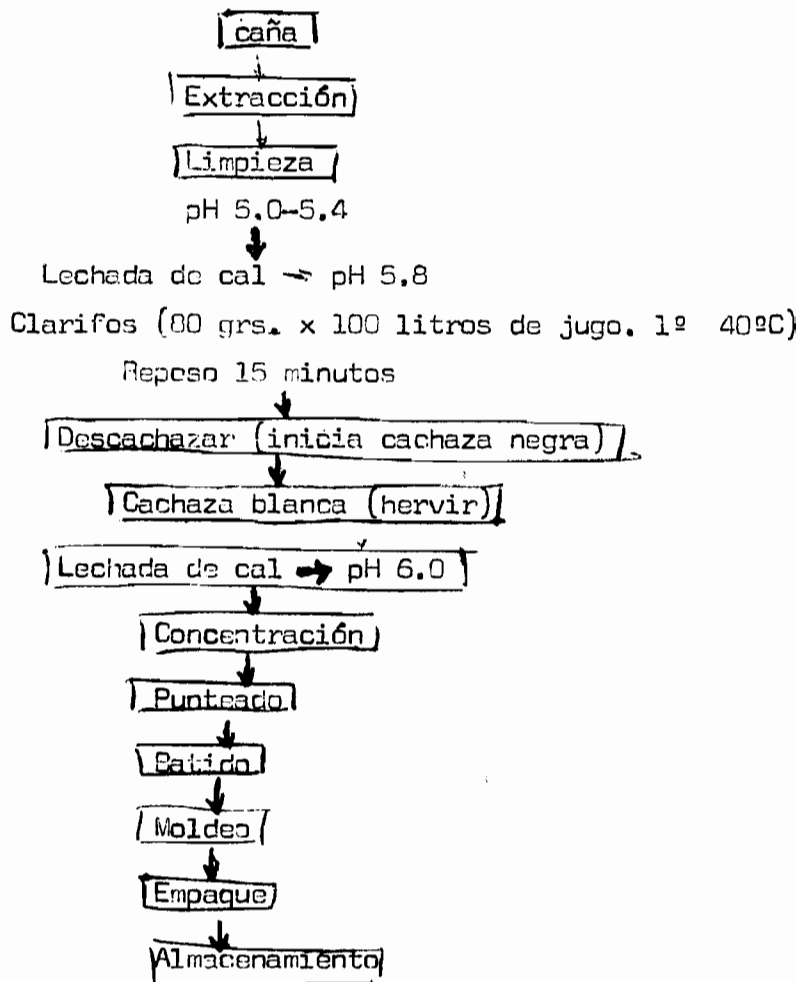 caña
Extracción
Limpieza
pH 5.0-5.4
Lechada de cal → pH 5.8
Clarifos (80 grs. x 100 litros de jugo. 1º 40ºC)
Reposo 15 minutos
Descachazar (inicia cachaza negra)
Cachaza blanca (hervir)
Lechada de cal → pH 6.0
Concentración
Punteado
Batido
Moldeo
Empaque
Almacenamiento